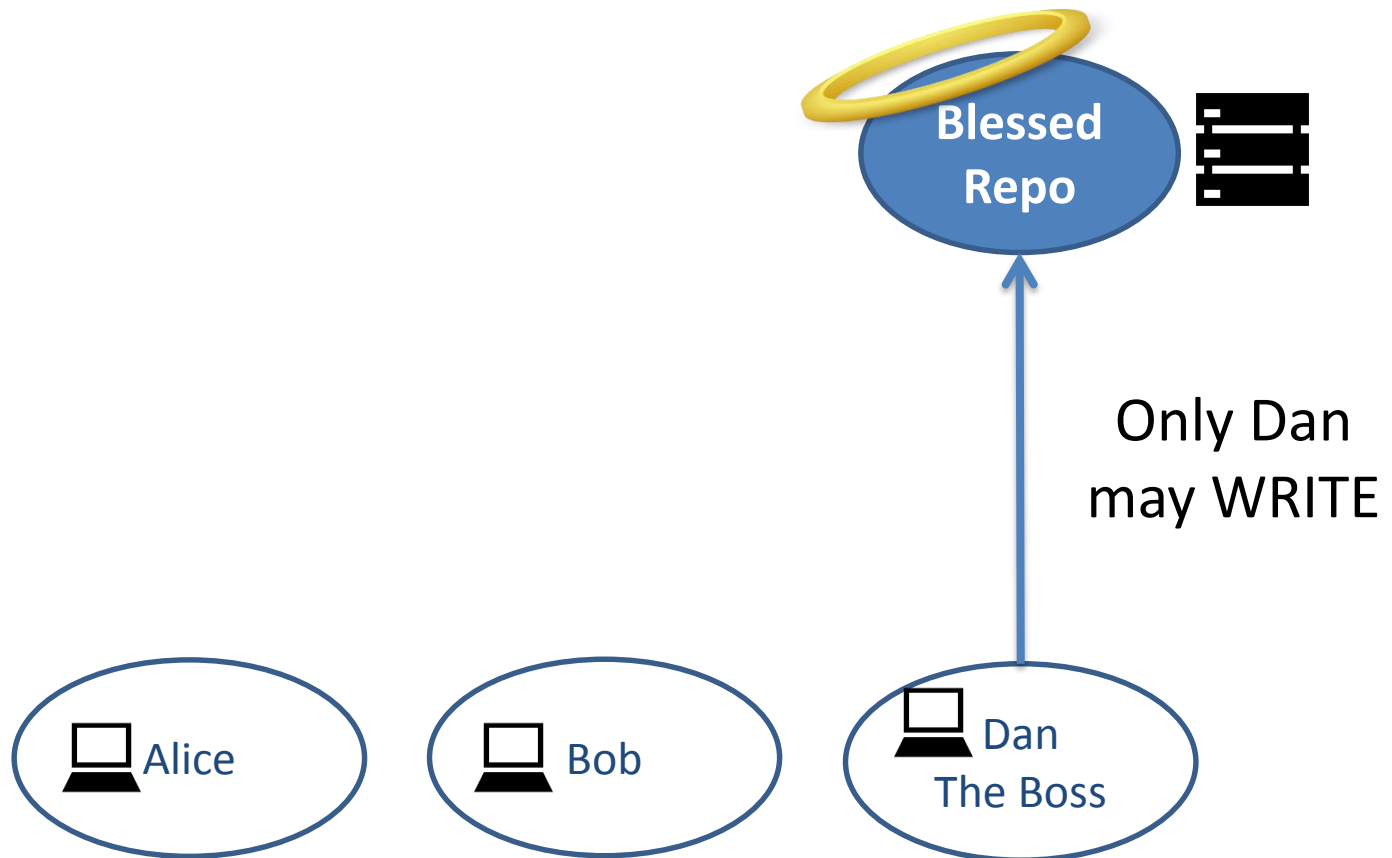 Blessed
Repo
Only Dan
may WRITE
Alice
Bob
Dan
The Boss